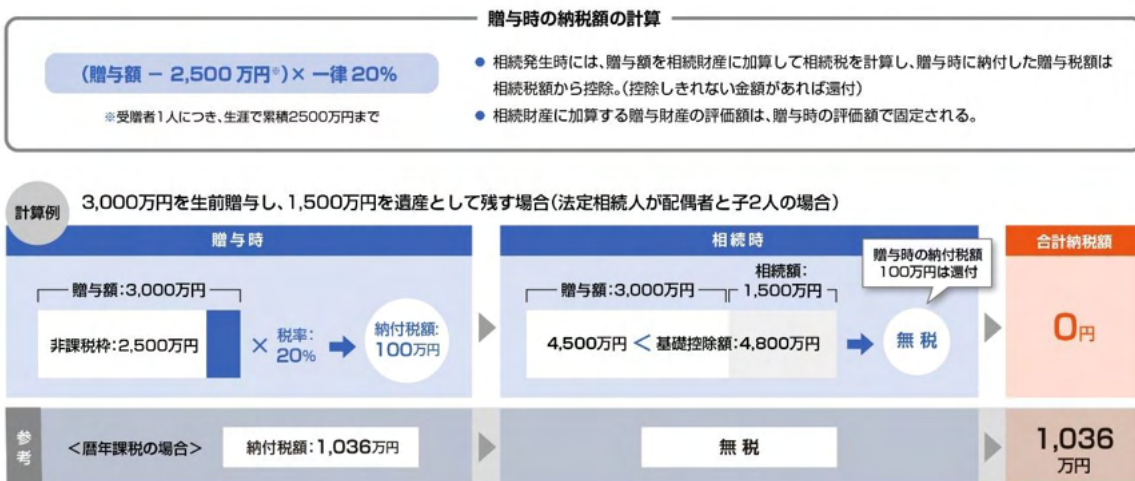 贈与時の納税額の計算
(贈与額 − 2,500万円※)× 一律 20%
※受贈者1人につき、生涯で累積2500万円まで
● 相続発生時には、贈与額を相続財産に加算して相続税を計算し、贈与時に納付した贈与税額は
相続税額から控除。(控除しきれない金額があれば還付)
● 相続財産に加算する贈与財産の評価額は、贈与時の評価額で固定される。
計算例
3,000万円を生前贈与し、1,500万円を遺産として残す場合(法定相続人が配偶者と子2人の場合)
贈与時
贈与額:3,000万円
非課税枠:2,500万円
× 税率:
20%
納付税額:
100万円
相続時
贈与時の納付税額
100万円は還付
贈与額:3,000万円
相続額:
1,500万円
4,500万円 < 基礎控除額:4,800万円
無税
合計納税額
0円
参考
<暦年課税の場合>
納付税額:1,036万円
無税
1,036
万円